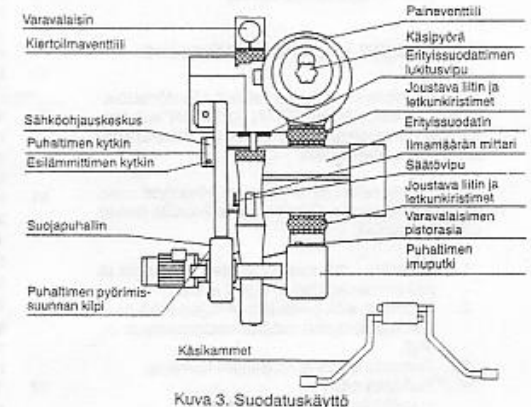 Varavalaisin
Kiertoilmaventtiili
Sähköohjauskeskus
Puhaltimen kytkin
Esilämmittimen kytkin
Suojapuhallin
Puhaltimen pyörimis-
suunnan kilpi
Käsikammet
Paineventtiili
Käsipyörä
Erityissuodattimen
lukitusvipu
Joustava liitin ja
letkunkiristimet
Erityissuodatin
Ilmamäärän mittari
Säätövipu
Joustava liitin ja
letkunkiristimet
Varavalaisimen
pistorasia
Puhaltimen
imuputki
Kuva 3. Suodatuskäyttö